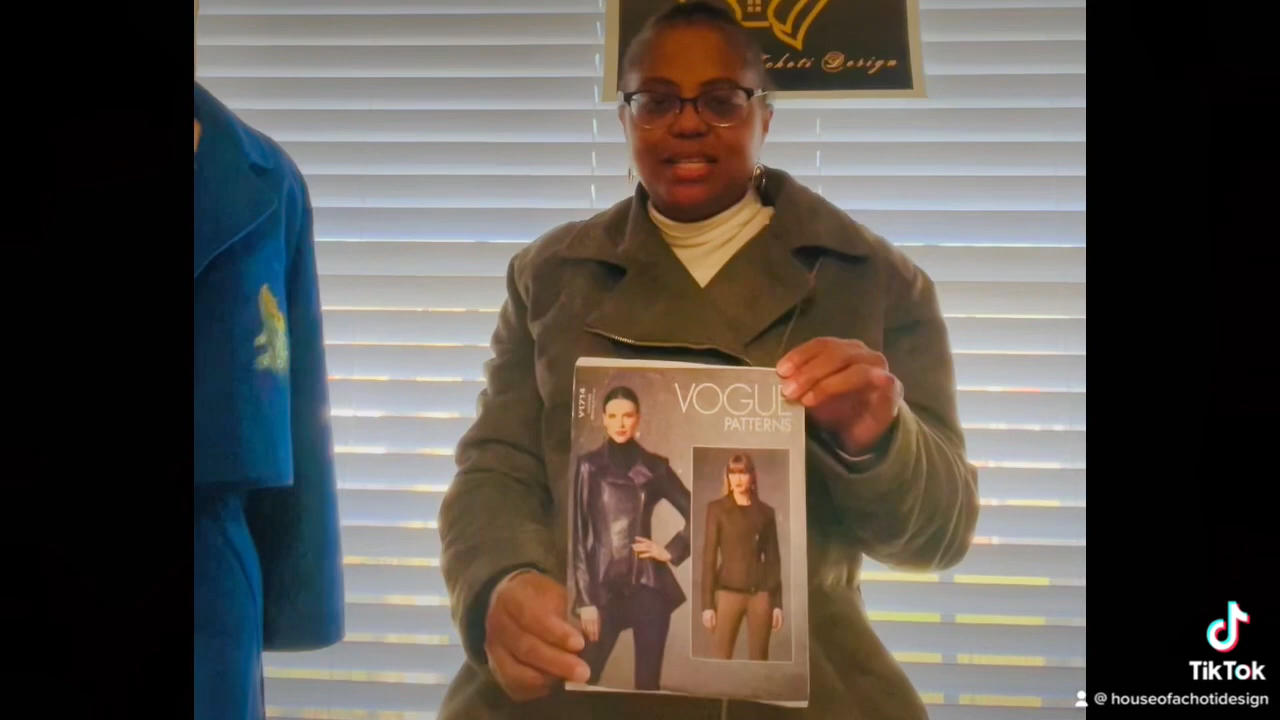 Design
V1714
VOGUE
PATTERNS
TikTok
@ houseofachotidesign